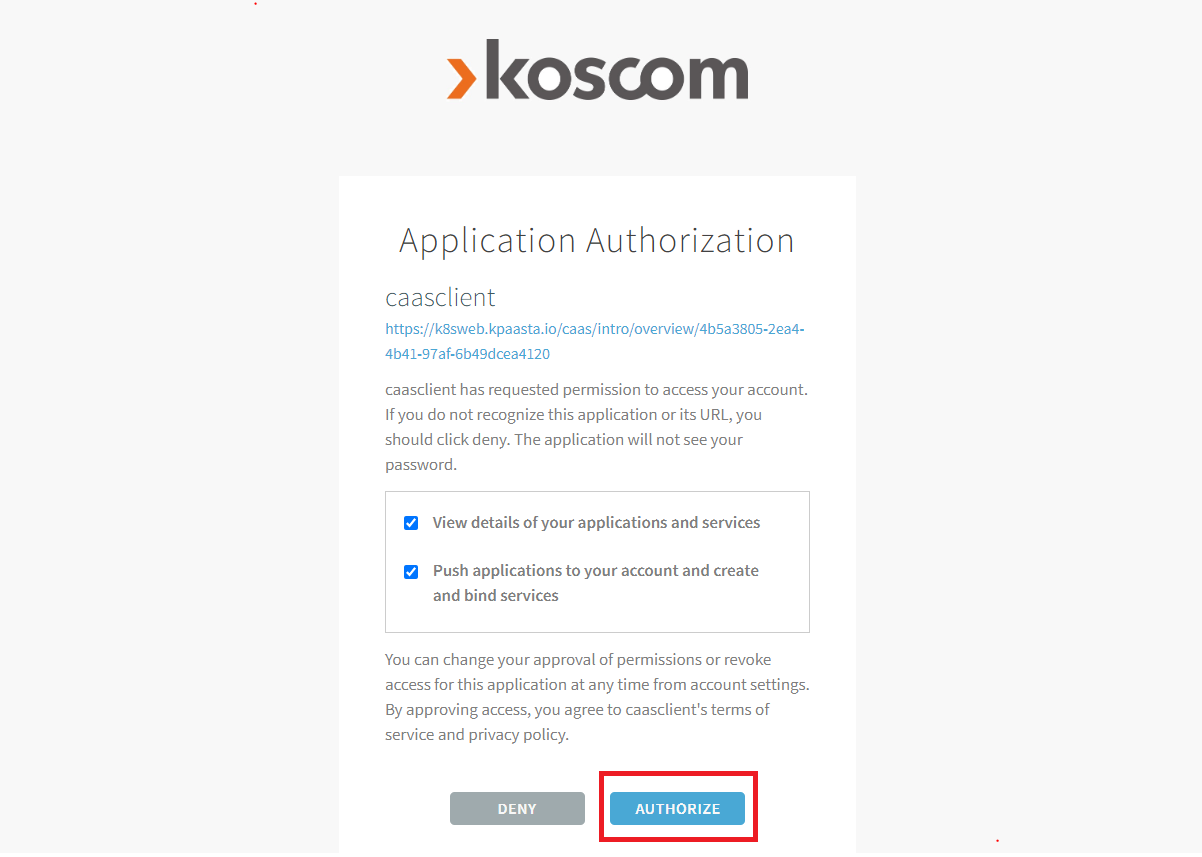 koscom
Application Authorization
caasclient
https://k8sweb.kpaasta.io/caas/intro/overview/4b5a3805-2ea4-
4b41-97af-6b49dcea4120
caasclient has requested permission to access your account.
If you do not recognize this application or its URL, you
should click deny. The application will not see your
password.
View details of your applications and services
Push applications to your account and create
and bind services
You can change your approval of permissions or revoke
access for this application at any time from account settings.
By approving access, you agree to caasclient's terms of
service and privacy policy.
DENY
AUTHORIZE